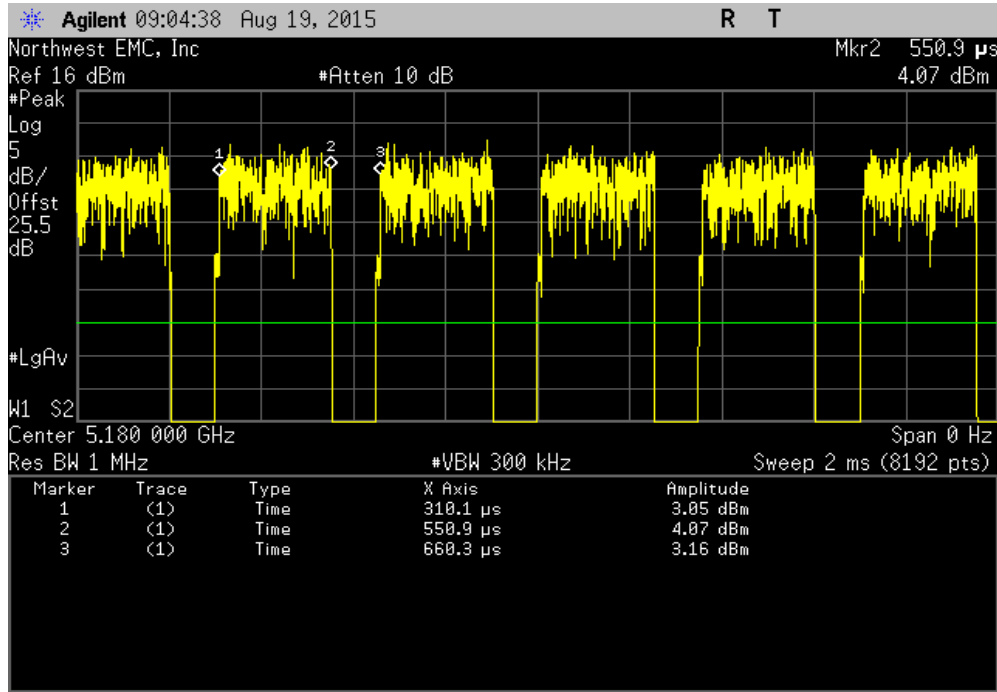 Agilent 09:04:38 Aug 19, 2015 R T
Northwest EMC, Inc Mkr2 550.9 µs
Ref 16 dBm #Atten 10 dB 4.07 dBm
#Peak
Log
5
dB/
Offst
25.5
dB
1 2 3
#LgAv
W1 S2
Center 5.180 000 GHz Span 0 Hz
Res BW 1 MHz #VBW 300 kHz Sweep 2 ms (8192 pts)
Marker Trace Type X Axis Amplitude
1 (1) Time 310.1 µs 3.05 dBm
2 (1) Time 550.9 µs 4.07 dBm
3 (1) Time 660.3 µs 3.16 dBm